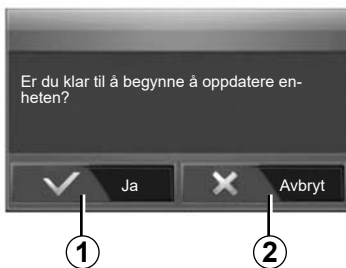 Er du klar til å begynne å oppdatere en-
heten?
Ja
Avbryt
1
2